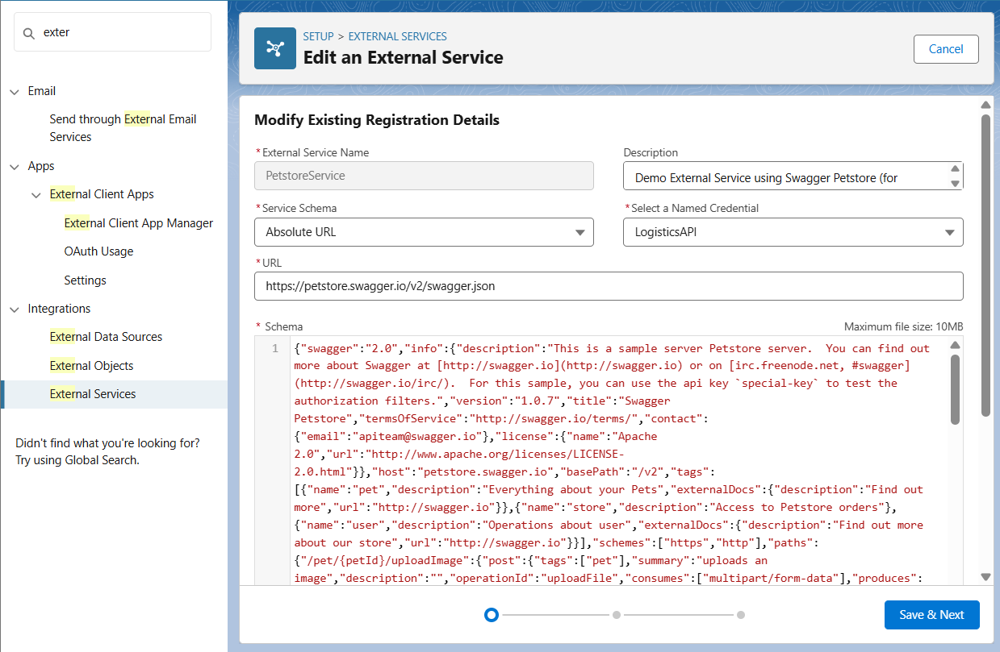 exter
Email
Send through External Email
Services
Apps
External Client Apps
External Client App Manager
OAuth Usage
Settings
Integrations
External Data Sources
External Objects
External Services
Didn't find what you're looking for?
Try using Global Search.
SETUP > EXTERNAL SERVICES
Edit an External Service
Cancel
Modify Existing Registration Details
* External Service Name
PetstoreService
Description
Demo External Service using Swagger Petstore (for
* Service Schema
Absolute URL
* Select a Named Credential
LogisticsAPI
* URL
https://petstore.swagger.io/v2/swagger.json
* Schema
Maximum file size: 10MB
1
{"swagger":"2.0","info":{"description":"This is a sample server Petstore server.  You can find out
more about Swagger at [http://swagger.io](http://swagger.io) or on [irc.freenode.net, #swagger]
(http://swagger.io/irc/).  For this sample, you can use the api key `special-key` to test the
authorization filters.","version":"1.0.7","title":"Swagger
Petstore","termsOfService":"http://swagger.io/terms/","contact":
{"email":"apiteam@swagger.io"},"license":{"name":"Apache
2.0","url":"http://www.apache.org/licenses/LICENSE-
2.0.html"}},"host":"petstore.swagger.io","basePath":"/v2","tags":
[{"name":"pet","description":"Everything about your Pets","externalDocs":{"description":"Find out
more","url":"http://swagger.io"}},{"name":"store","description":"Access to Petstore orders"},
{"name":"user","description":"Operations about user","externalDocs":{"description":"Find out more
about our store","url":"http://swagger.io"}}],"schemes":["https","http"],"paths":
{"/pet/{petId}/uploadImage":{"post":{"tags":["pet"],"summary":"uploads an
image","description":"","operationId":"uploadFile","consumes":["multipart/form-data"],"produces":
Save & Next